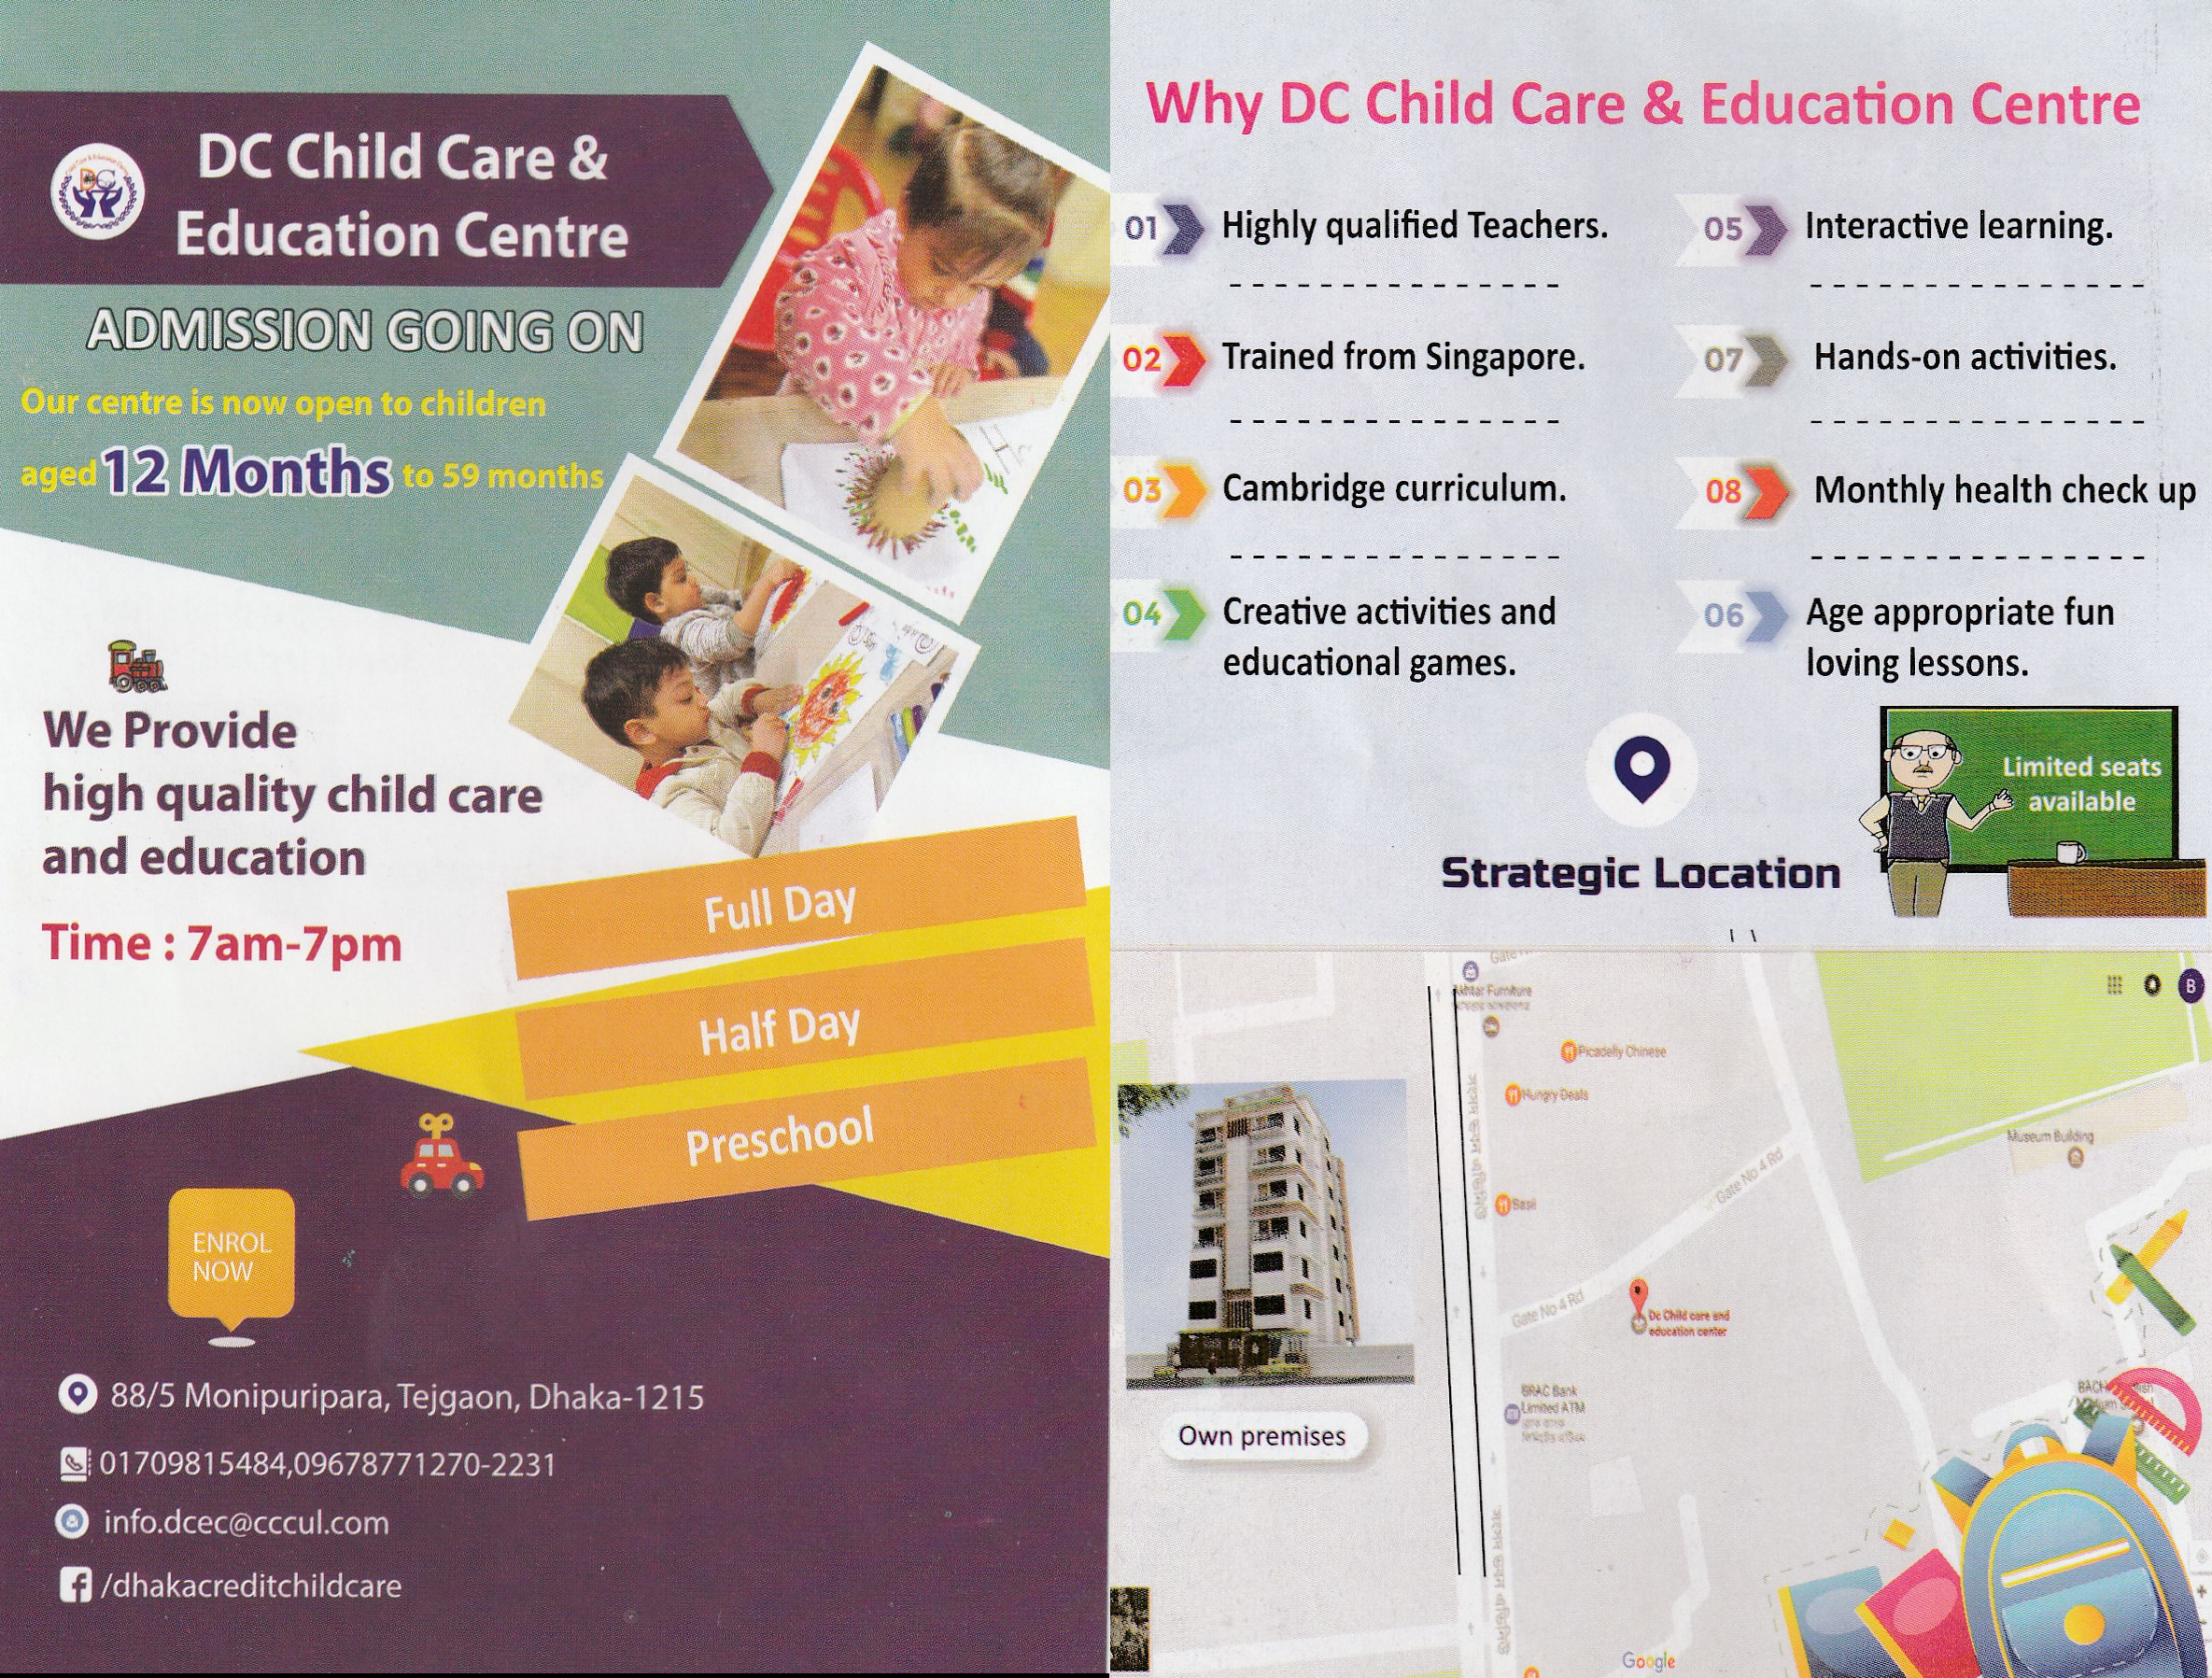 DC Child Care &
Education Centre
ADMISSION GOING ON
Our centre is now open to children
aged 12 Months to 59 months
We Provide
high quality child care
and education
Time : 7am-7pm
Full Day
Half Day
Preschool
ENROL
NOW
88/5 Monipuripara, Tejgaon, Dhaka-1215
01709815484,09678771270-2231
info.dcec@cccul.com
/dhakacreditchildcare
Why DC Child Care & Education Centre
01 Highly qualified Teachers.
02 Trained from Singapore.
03 Cambridge curriculum.
04 Creative activities and
educational games.
05 Interactive learning.
07 Hands-on activities.
08 Monthly health check up
06 Age appropriate fun
loving lessons.
Limited seats
available
Strategic Location
Akhtar Furniture
Picadelly Chinese
Hungry Deals
Museum Building
Basil
Gate No 4 Rd
Gate No 4 Rd
Dc Child care and
education center
BRAC Bank
Limited ATM
Own premises
B
Google